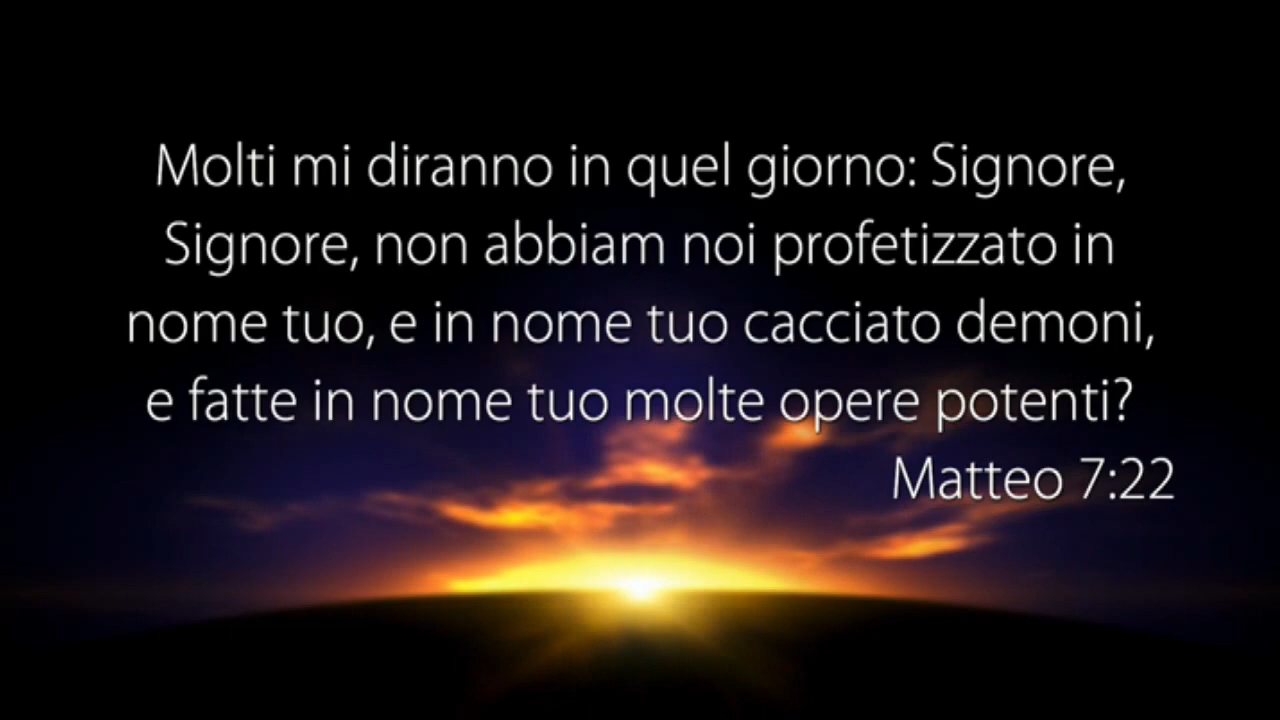 Molti mi diranno in quel giorno: Signore,
Signore, non abbiam noi profetizzato in
nome tuo, e in nome tuo cacciato demoni,
e fatte in nome tuo molte opere potenti?
Matteo 7:22